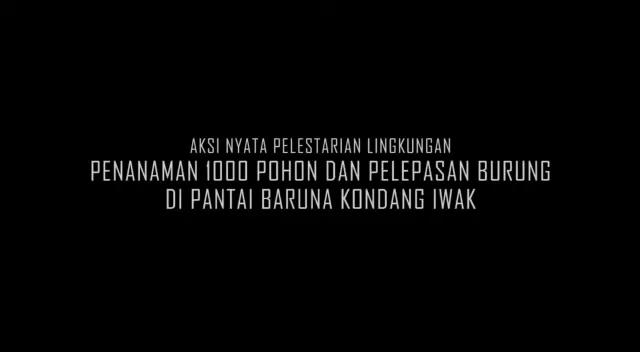 AKSI NYATA PELESTARIAN LINGKUNGAN
PENANAMAN 1000 POHON DAN PELEPASAN BURUNG
DI PANTAI BARUNA KONDANG IWAK